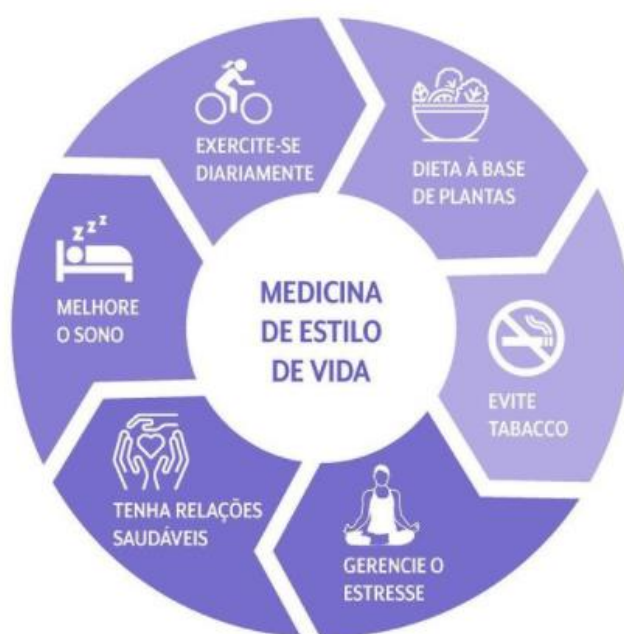 EXERCITE-SE
DIARIAMENTE
DIETA À BASE
DE PLANTAS
EVITE
TABACCO
GERENCIE O
ESTRESSE
TENHA RELAÇÕES
SAUDÁVEIS
MELHORE
O SONO
zzz
MEDICINA
DE ESTILO
DE VIDA